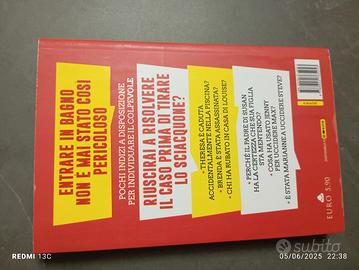 ENTRARE IN BAGNO
NON È MAI STATO COSÌ
PERICOLOSO
POCHI INDIZI A DISPOSIZIONE
PER INDIVIDUARE IL COLPEVOLE
RIUSCIRAI A RISOLVERE
IL CASO PRIMA DI TIRARE
LO SCIACQUONE?
• THERESA È CADUTA
ACCIDENTALMENTE NELLA PISCINA?
• BRENDA È STATA ASSASSINATA?
• CHI HA RUBATO IN CASA DI LOUISE?
• PERCHÉ IL PADRE DI SUSAN
HA LA CERTEZZA CHE SUA FIGLIA
STA MENTENDO?
• COSA HA USATO JENNY
PER UCCIDERE MAX?
• È STATA MARIANNE A UCCIDERE STEVE?
EURO 5,90
subito
REDMI 13C
05/06/2025 22:38